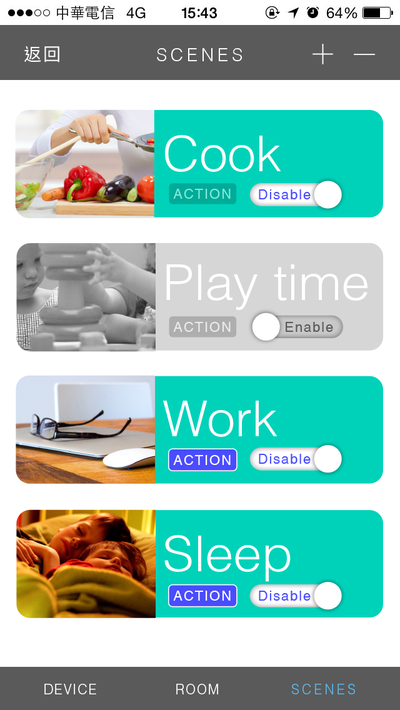 中華電信 4G 15:43 64%
返回 SCENES
Cook
ACTION Disable
Play time
ACTION Enable
Work
ACTION Disable
Sleep
ACTION Disable
DEVICE ROOM SCENES